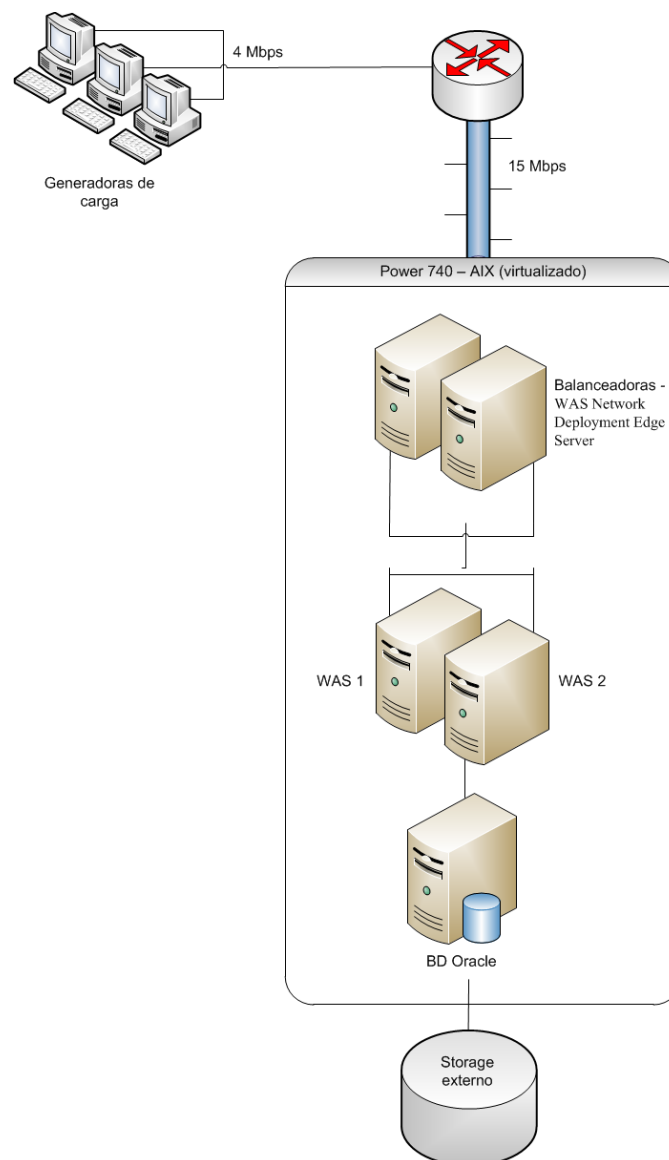 4 Mbps
Generadoras de
carga
15 Mbps
Power 740 – AIX (virtualizado)
Balanceadoras -
WAS Network
Deployment Edge
Server
WAS 1
WAS 2
BD Oracle
Storage
externo